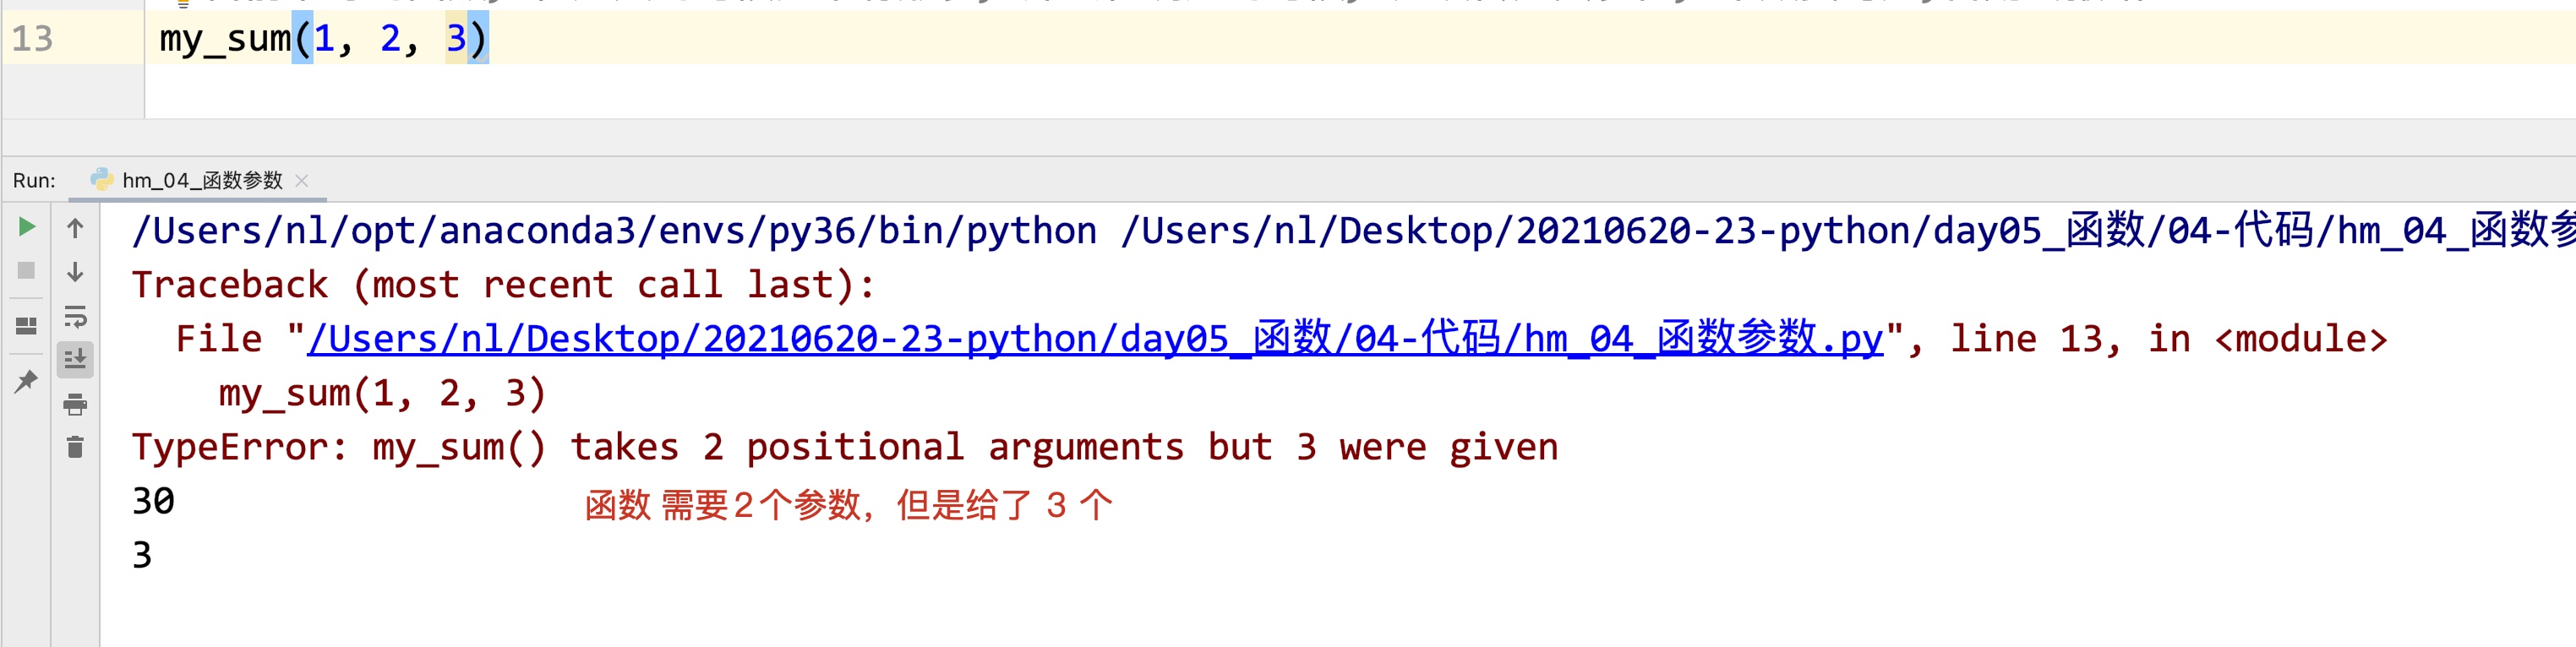 13 my_sum(1, 2, 3)
Run: hm_04_函数参数
/Users/nl/opt/anaconda3/envs/py36/bin/python /Users/nl/Desktop/20210620-23-python/day05_函数/04-代码/hm_04_函数
Traceback (most recent call last):
File "/Users/nl/Desktop/20210620-23-python/day05_函数/04-代码/hm_04_函数参数.py", line 13, in <module>
my_sum(1, 2, 3)
TypeError: my_sum() takes 2 positional arguments but 3 were given
30
函数 需要2个参数，但是给了 3 个
3